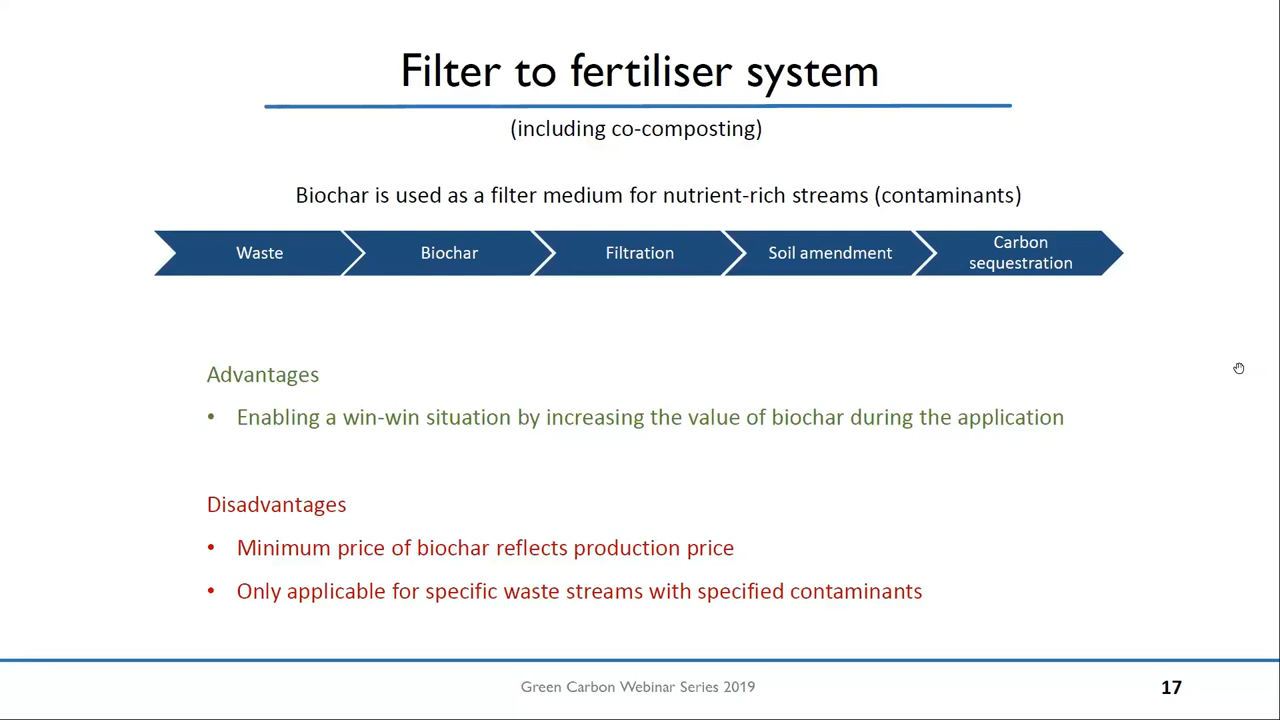 Filter to fertiliser system
(including co-composting)
Biochar is used as a filter medium for nutrient-rich streams (contaminants)
Waste
Biochar
Filtration
Soil amendment
Carbon
sequestration
Advantages
• Enabling a win-win situation by increasing the value of biochar during the application
Disadvantages
• Minimum price of biochar reflects production price
• Only applicable for specific waste streams with specified contaminants
Green Carbon Webinar Series 2019
17